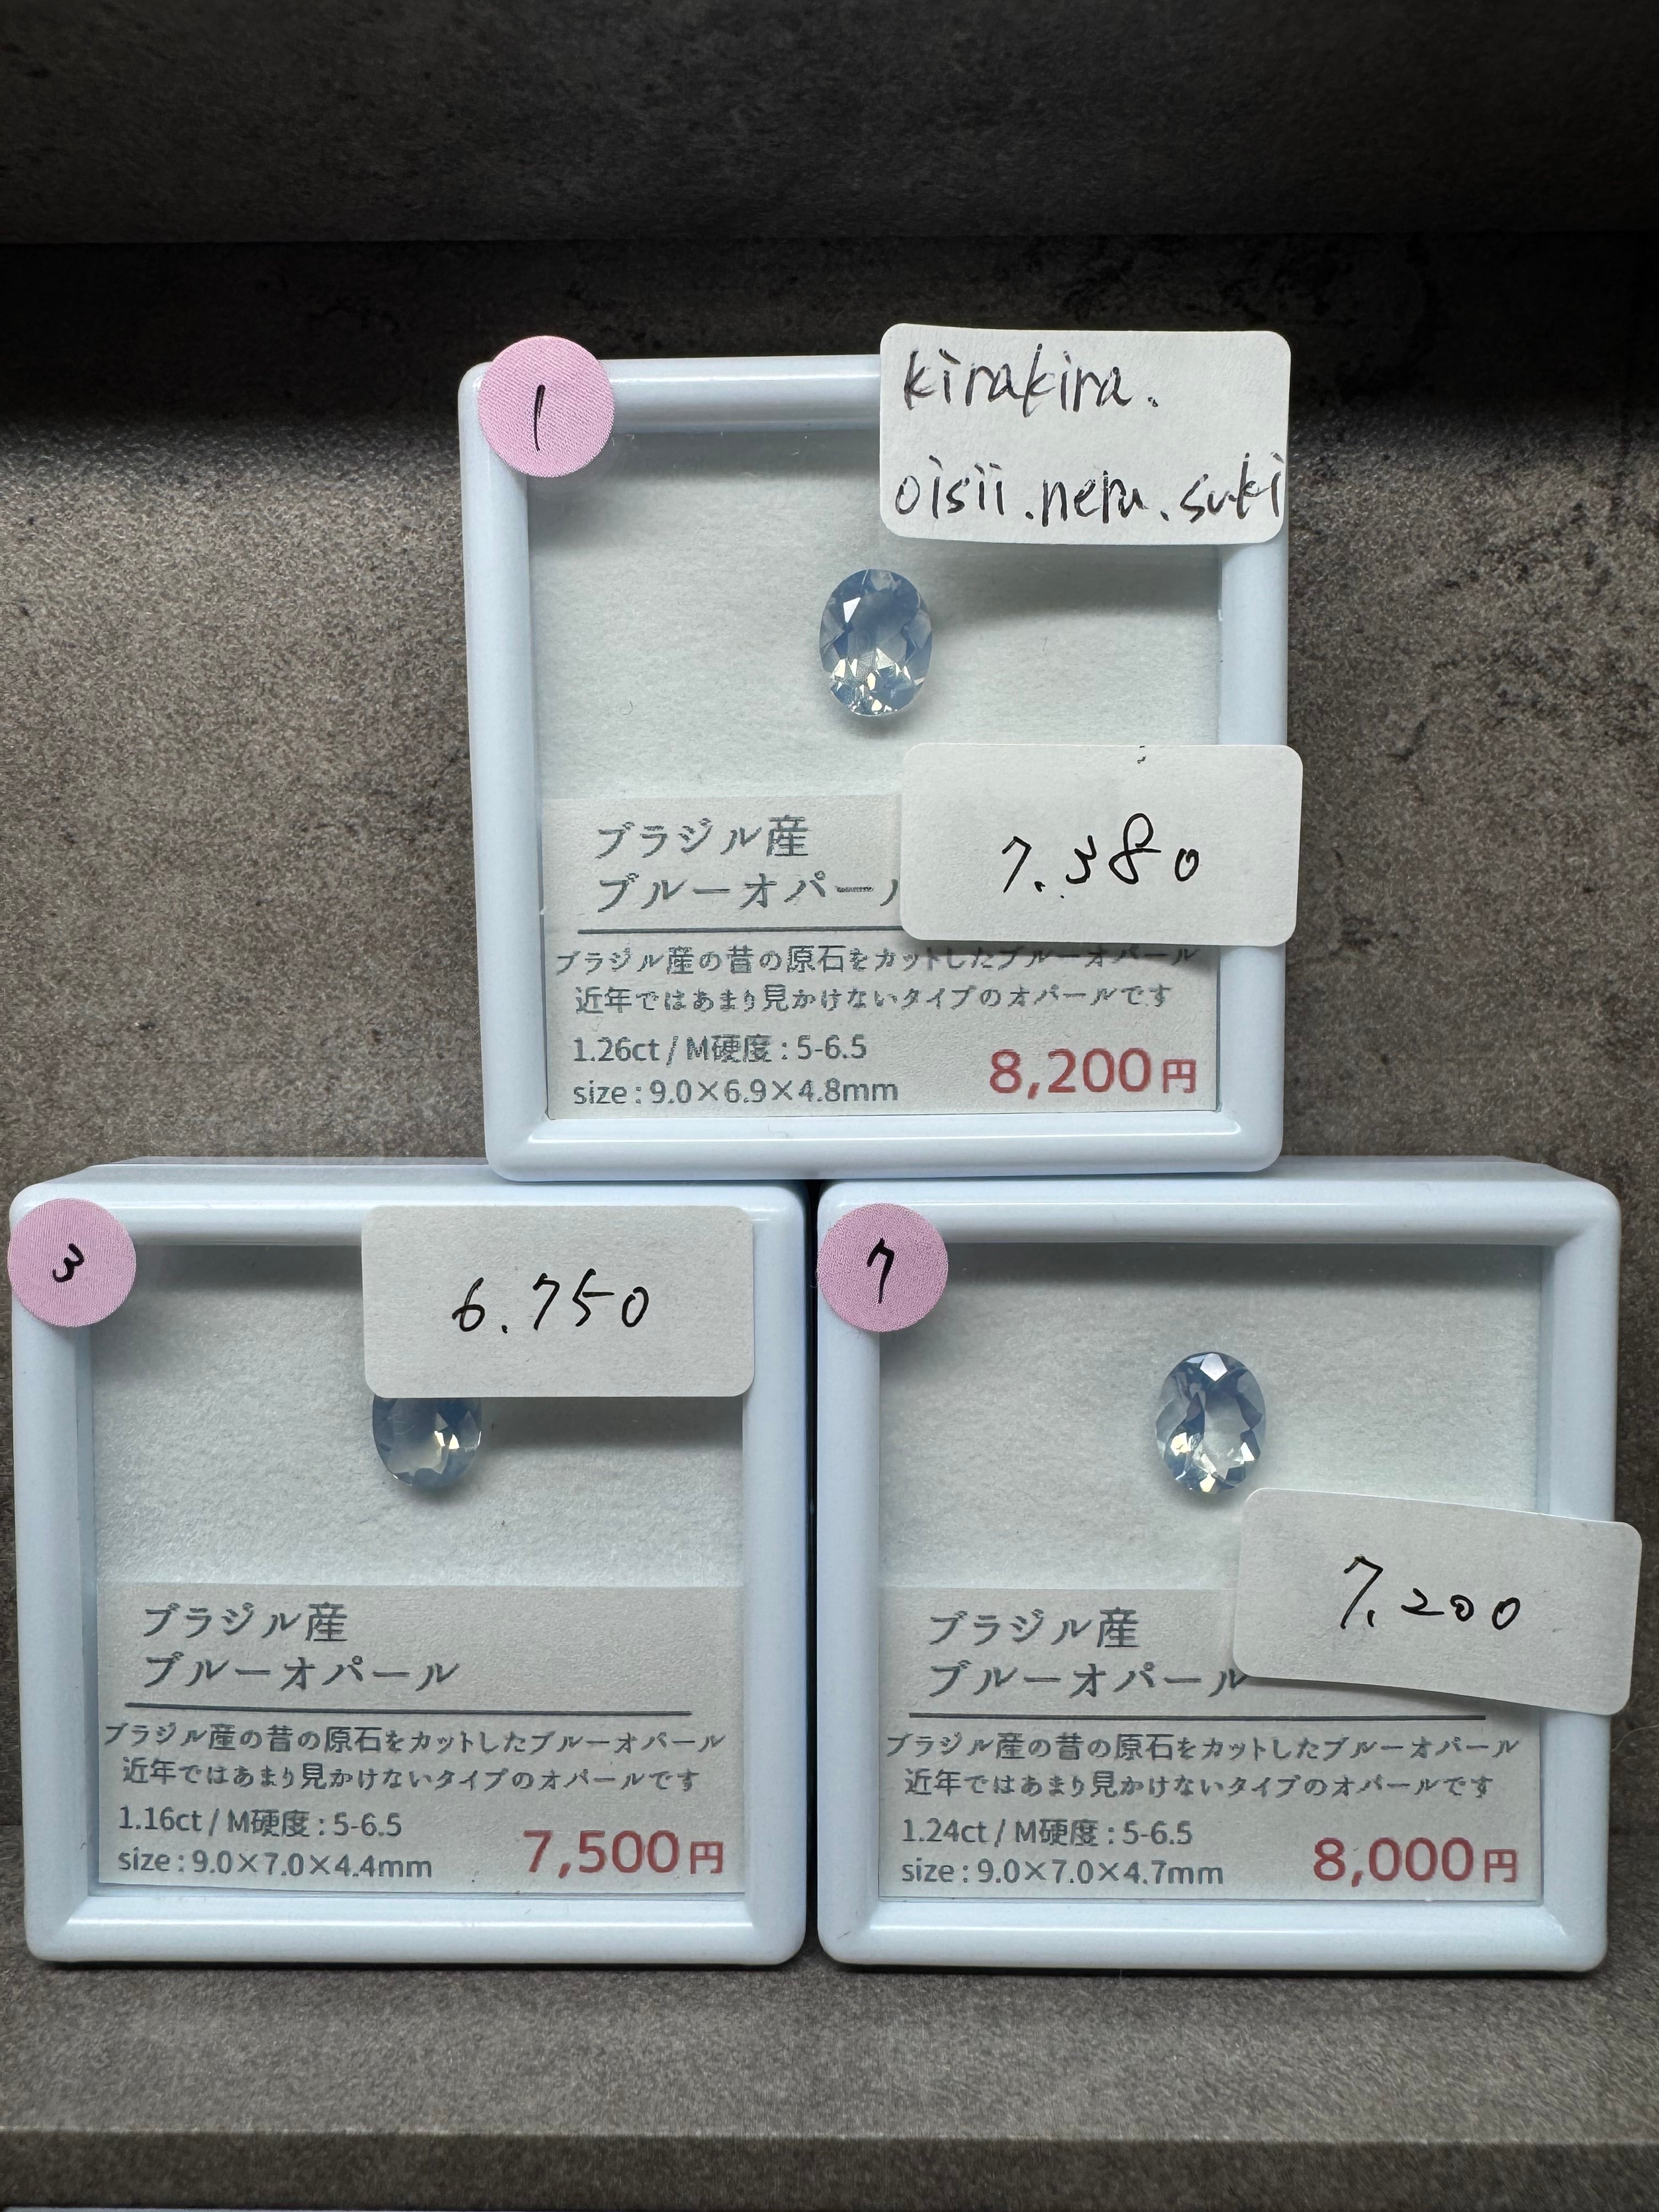 1
kirakira.
oisii.neru.suki
7.380
ブラジル産
ブルーオパール
ブラジル産の昔の原石をカットしたブルーオパール
近年ではあまり見かけないタイプのオパールです
1.26ct / M硬度 : 5-6.5
size : 9.0×6.9×4.8mm
8,200円
3
6.750
ブラジル産
ブルーオパール
ブラジル産の昔の原石をカットしたブルーオパール
近年ではあまり見かけないタイプのオパールです
1.16ct / M硬度 : 5-6.5
size : 9.0×7.0×4.4mm
7,500円
7
7.200
ブラジル産
ブルーオパール
ブラジル産の昔の原石をカットしたブルーオパール
近年ではあまり見かけないタイプのオパールです
1.24ct / M硬度 : 5-6.5
size : 9.0×7.0×4.7mm
8,000円